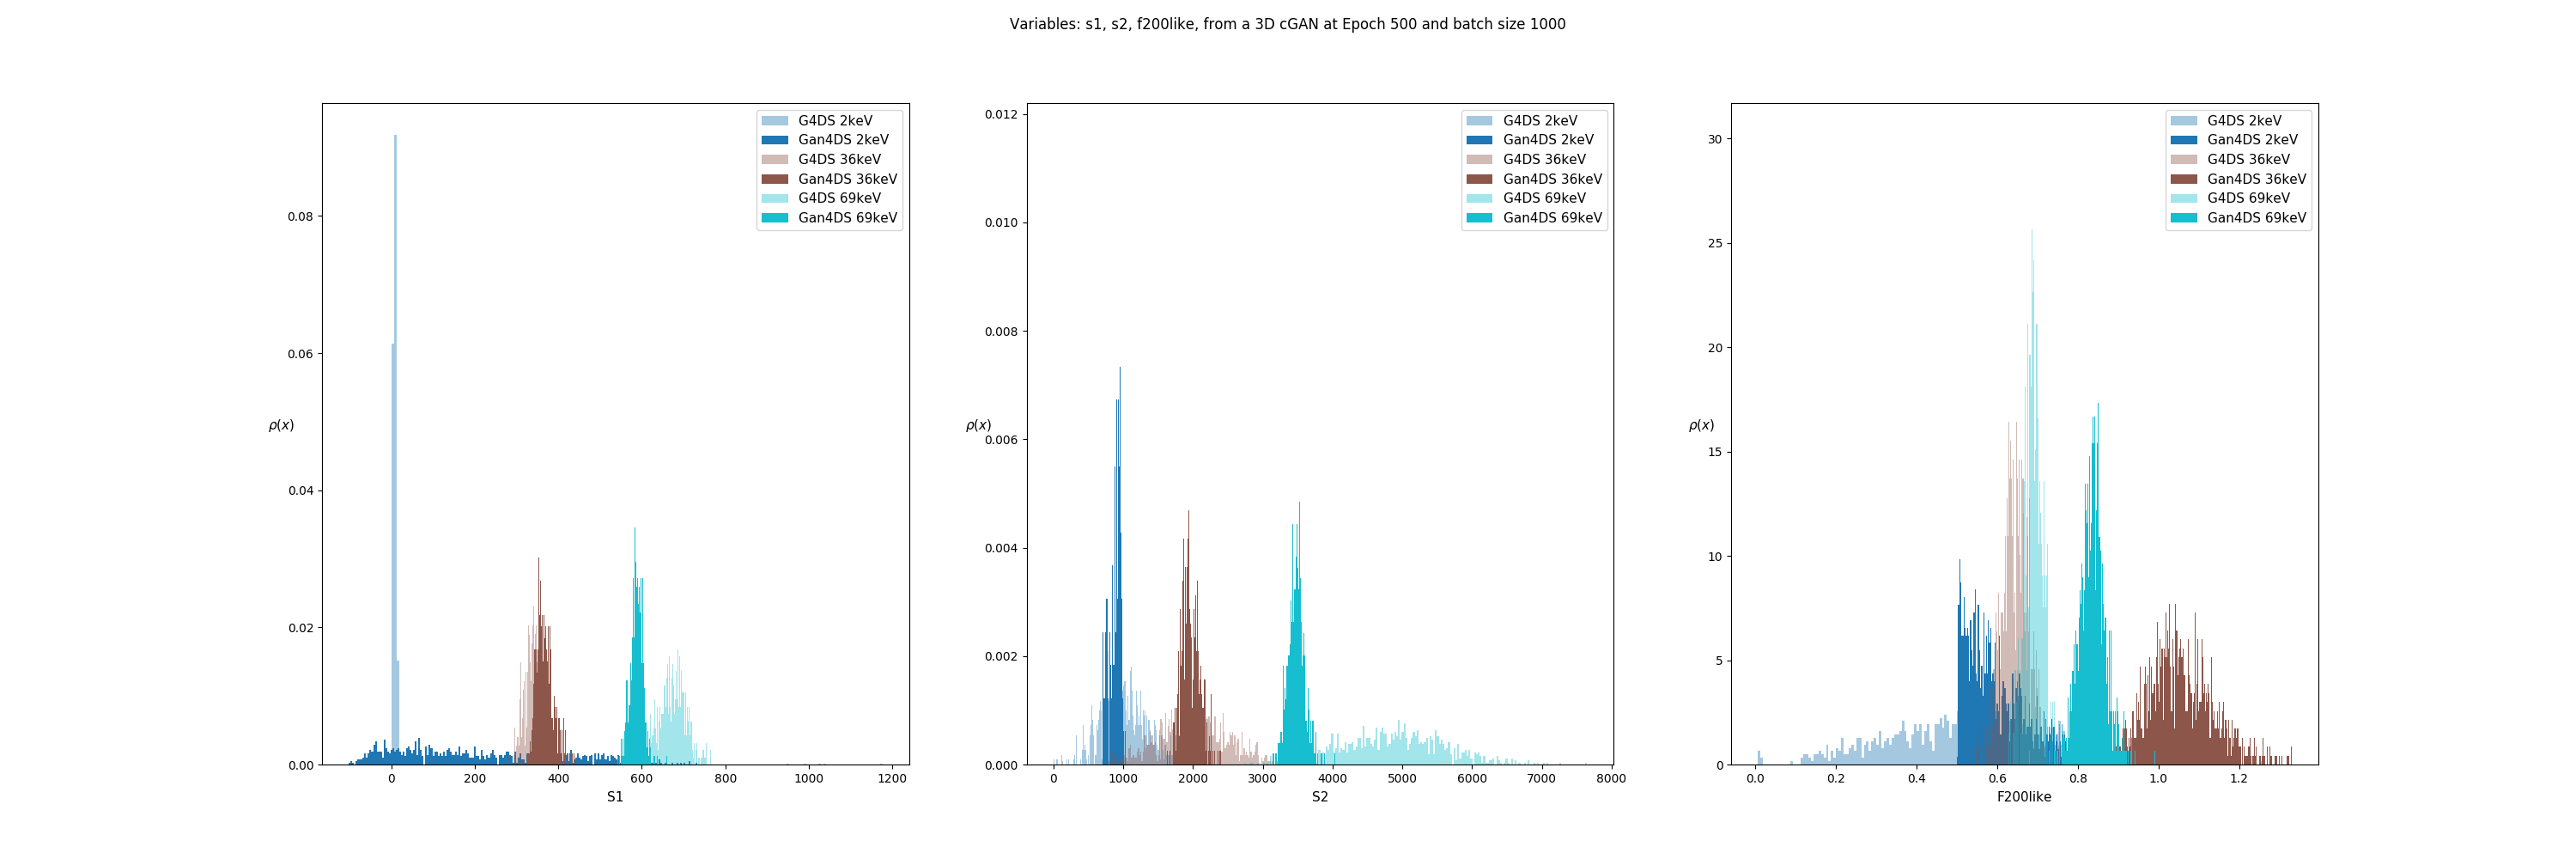 Variables: s1, s2, f200like, from a 3D cGAN at Epoch 500 and batch size 1000
G4DS 2keV
Gan4DS 2keV
G4DS 36keV
Gan4DS 36keV
G4DS 69keV
Gan4DS 69keV
0.08
0.06
0.04
0.02
0.00
ρ(x)
0 200 400 600 800 1000 1200
S1
G4DS 2keV
Gan4DS 2keV
G4DS 36keV
Gan4DS 36keV
G4DS 69keV
Gan4DS 69keV
0.012
0.010
0.008
0.006
0.004
0.002
0.000
ρ(x)
0 1000 2000 3000 4000 5000 6000 7000 8000
S2
G4DS 2keV
Gan4DS 2keV
G4DS 36keV
Gan4DS 36keV
G4DS 69keV
Gan4DS 69keV
30
25
20
15
10
5
0
ρ(x)
0.0 0.2 0.4 0.6 0.8 1.0 1.2
F200like